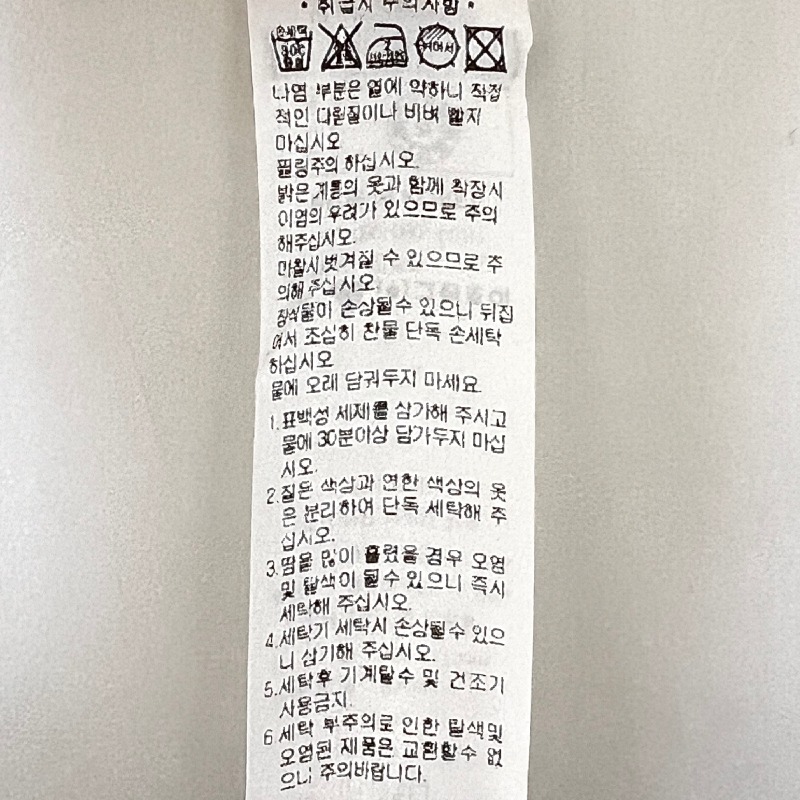 • 취급시 주의사항 •
손세탁 30℃ 중성 110~120℃ 뉘어서
나염 부분은 열에 약하니 직접
적인 다림질이나 비벼 빨지
마십시오
필링주의 하십시오.
밝은 계통의 옷과 함께 착장시
이염의 우려가 있으므로 주의
해주십시오.
마찰시 벗겨질 수 있으므로 주
의해 주십시오.
장식물이 손상될수 있으니 뒤집
여서 조심히 찬물 단독 손세탁
하십시오
물에 오래 담궈두지 마세요
1. 표백성 세제를 삼가해 주시고
물에 30분이상 담가두지 마십
시오.
2. 짙은 색상과 연한 색상의 옷
은 분리하여 단독 세탁해 주
십시오.
3. 땀을 많이 흘렸을 경우 오염
및 탈색이 될수 있으니 즉시
세탁해 주십시오.
4. 세탁기 세탁시 손상될수 있으
니 삼기해 주십시오.
5. 세탁후 기계탈수 및 건조기
사용금지.
6 세탁 부주의로 인한 탈색및
오염된 제품은 교환할수 없
으니 주의바랍니다.